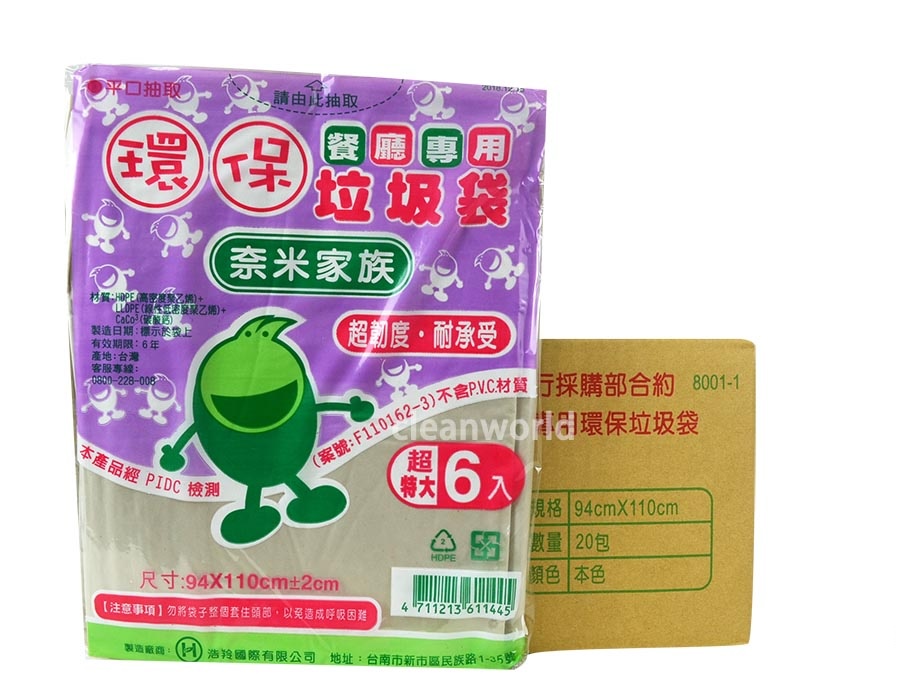 平口抽取
請由此抽取
2018.12.19
環保
餐廳專用
垃圾袋
奈米家族
材質:HDPE(高密度聚乙烯)+
LLDPE(線性低密度聚乙烯)+
CaCo³(碳酸鈣)
製造日期:標示於袋上
有效期限:6年
產地:台灣
客服專線:
0800-228-008
超韌度・耐承受
本產品經 PIDC 檢測
(案號:F110162-3)不含P.V.C.材質
cleanworld
超特大 6入
2
HDPE
尺寸:94X110cm±2cm
4 711213 611445
【注意事項】勿將袋子整個套住頭部,以免造成呼吸困難
製造廠商: H 浩羚國際有限公司 地址:台南市新市區民族路1-35號
行採購部合約 8001-1
用環保垃圾袋
規格 94cmX110cm
數量 20包
顏色 本色